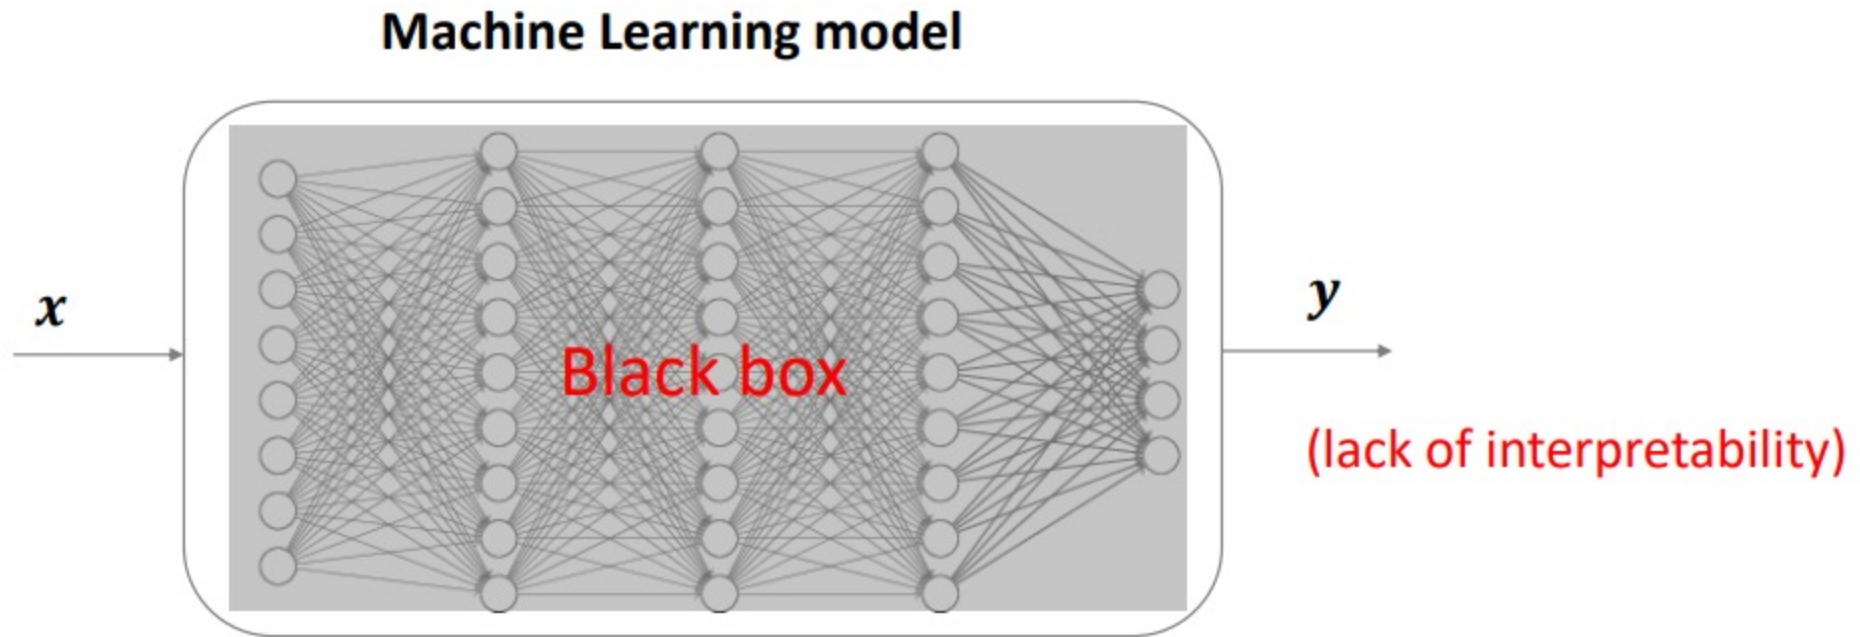 Machine Learning model
x
y
Black box
(lack of interpretability)